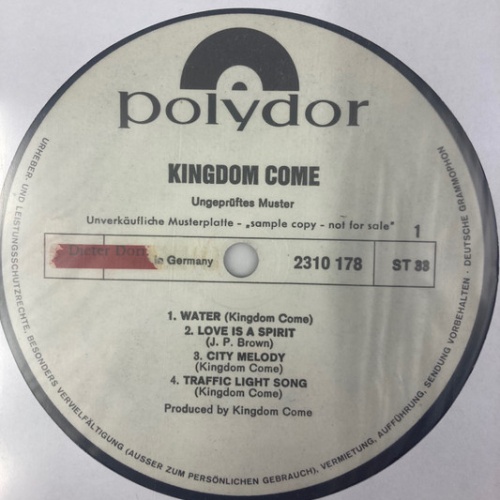 polydor
KINGDOM COME
Ungeprüftes Muster
Unverkäufliche Musterplatte - „sample copy - not for sale"
1
Dieter
in Germany
2310 178
ST 33
1. WATER (Kingdom Come)
2. LOVE IS A SPIRIT
(J. P. Brown)
3. CITY MELODY
(Kingdom Come)
4. TRAFFIC LIGHT SONG
(Kingdom Come)
Produced by Kingdom Come
URHEBER- UND LEISTUNGSSCHUTZRECHTE, BESONDERS VERVIELFÄLTIGUNG (AUSSER ZUM PERSÖNLICHEN GEBRAUCH), VERMIETUNG, AUFFÜHRUNG, SENDUNG VORBEHALTEN · DEUTSCHE GRAMMOPHON